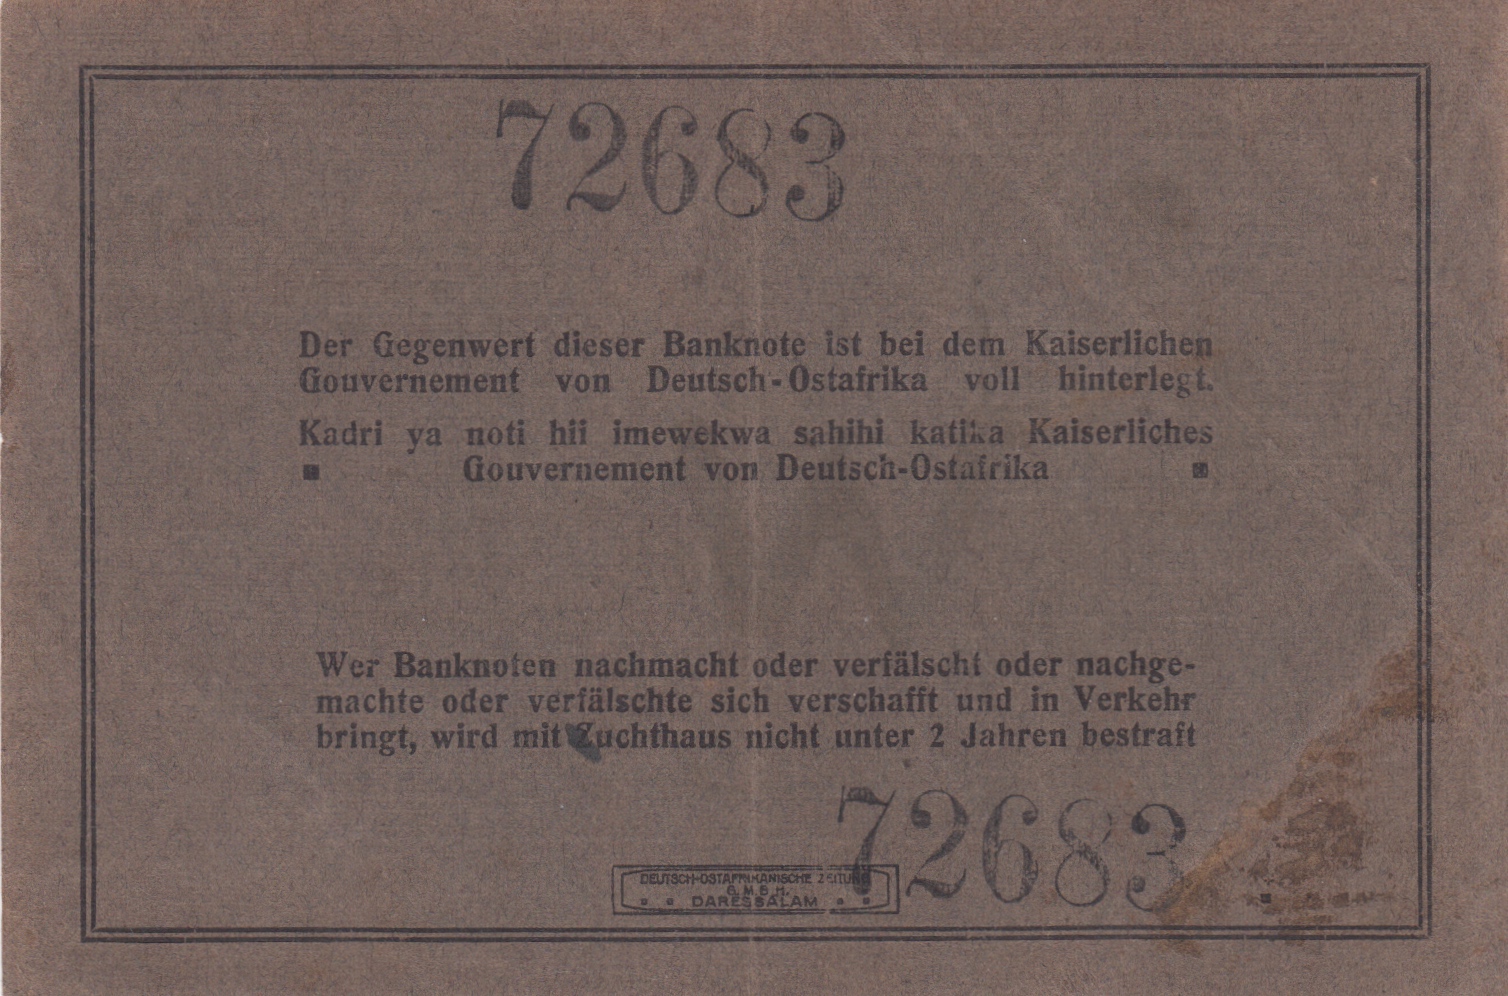 72683
Der Gegenwert dieser Banknote ist bei dem Kaiserlichen
Gouvernement von Deutsch-Ostafrika voll hinterlegt.
Kadri ya noti hii imewekwa sahihi katika Kaiserliches
Gouvernement von Deutsch-Ostafrika
Wer Banknoten nachmacht oder verfälscht oder nachge-
machte oder verfälschte sich verschafft und in Verkehr
bringt, wird mit Zuchthaus nicht unter 2 Jahren bestraft
72683
DEUTSCH-OSTAFRIKANISCHE ZEITUNG
G.M.B.H.
DARESSALAM